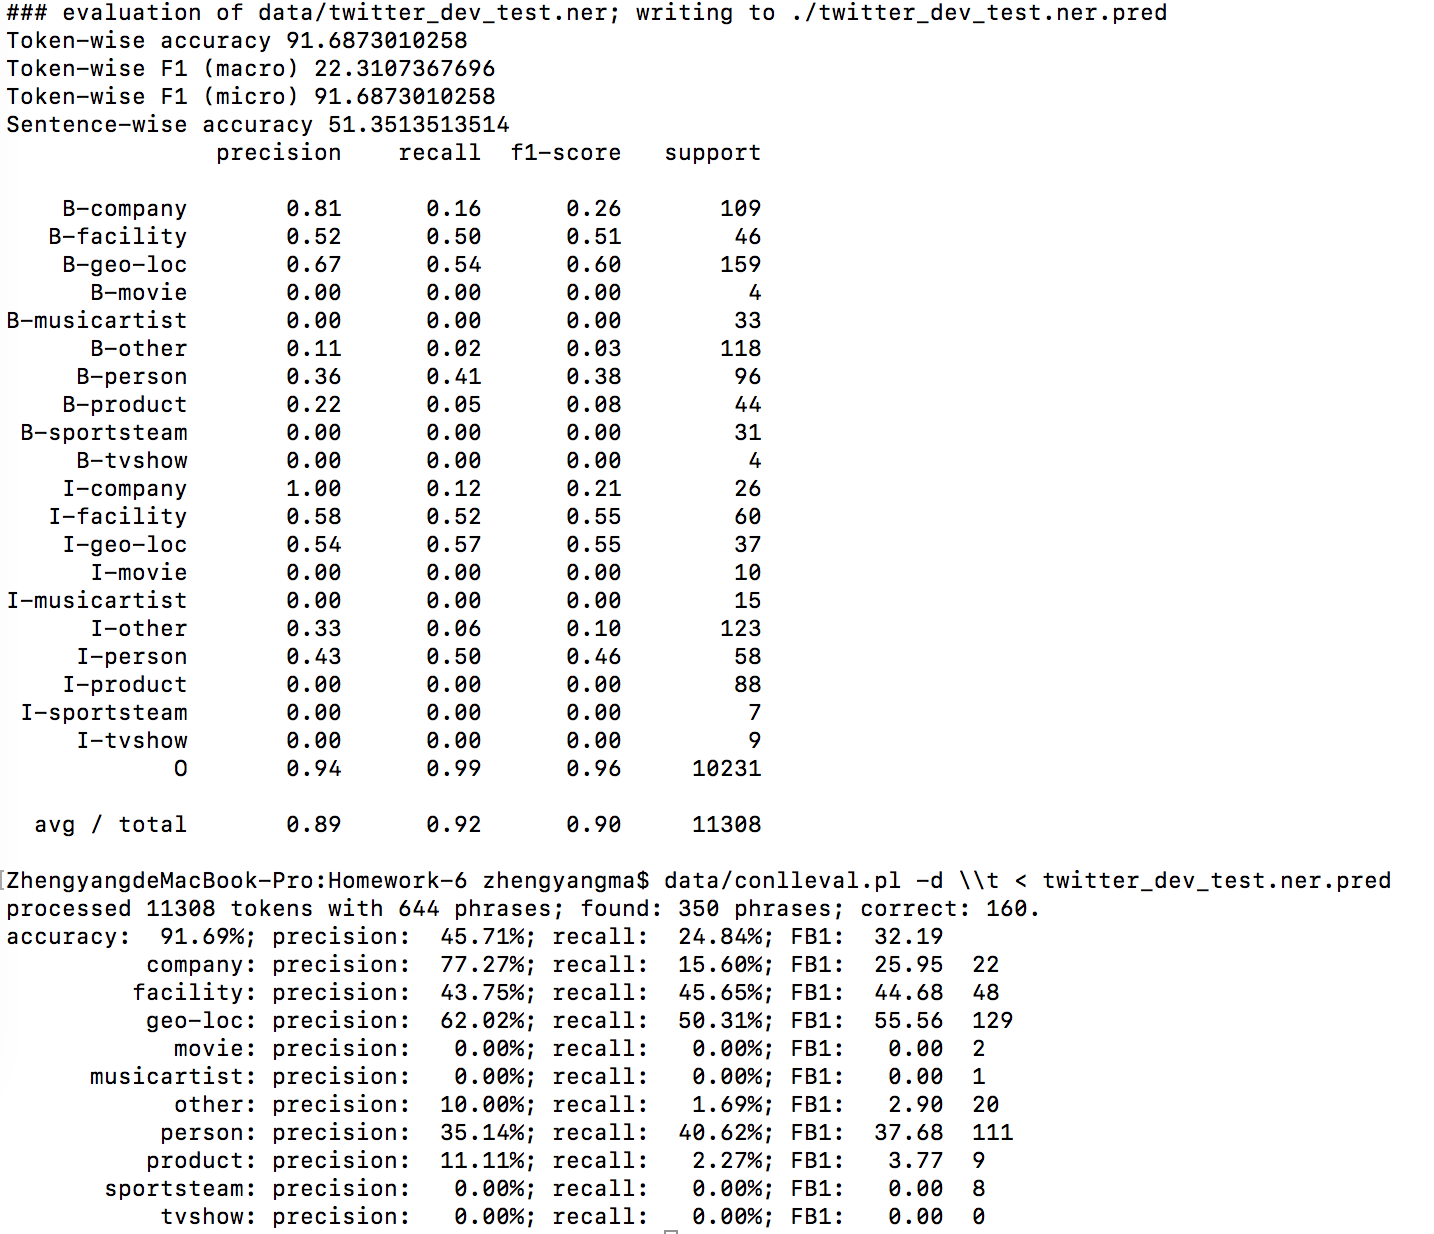 ### evaluation of data/twitter_dev_test.ner; writing to ./twitter_dev_test.ner.pred
Token-wise accuracy 91.6873010258
Token-wise F1 (macro) 22.3107367696
Token-wise F1 (micro) 91.6873010258
Sentence-wise accuracy 51.3513513514
precision recall f1-score support
B-company 0.81 0.16 0.26 109
B-facility 0.52 0.50 0.51 46
B-geo-loc 0.67 0.54 0.60 159
B-movie 0.00 0.00 0.00 4
B-musicartist 0.00 0.00 0.00 33
B-other 0.11 0.02 0.03 118
B-person 0.36 0.41 0.38 96
B-product 0.22 0.05 0.08 44
B-sportsteam 0.00 0.00 0.00 31
B-tvshow 0.00 0.00 0.00 4
I-company 1.00 0.12 0.21 26
I-facility 0.58 0.52 0.55 60
I-geo-loc 0.54 0.57 0.55 37
I-movie 0.00 0.00 0.00 10
I-musicartist 0.00 0.00 0.00 15
I-other 0.33 0.06 0.10 123
I-person 0.43 0.50 0.46 58
I-product 0.00 0.00 0.00 88
I-sportsteam 0.00 0.00 0.00 7
I-tvshow 0.00 0.00 0.00 9
O 0.94 0.99 0.96 10231
avg / total 0.89 0.92 0.90 11308
[ZhengyangdeMacBook-Pro:Homework-6 zhengyangma$ data/conlleval.pl -d \\t < twitter_dev_test.ner.pred
processed 11308 tokens with 644 phrases; found: 350 phrases; correct: 160.
accuracy: 91.69%; precision: 45.71%; recall: 24.84%; FB1: 32.19
company: precision: 77.27%; recall: 15.60%; FB1: 25.95 22
facility: precision: 43.75%; recall: 45.65%; FB1: 44.68 48
geo-loc: precision: 62.02%; recall: 50.31%; FB1: 55.56 129
movie: precision: 0.00%; recall: 0.00%; FB1: 0.00 2
musicartist: precision: 0.00%; recall: 0.00%; FB1: 0.00 1
other: precision: 10.00%; recall: 1.69%; FB1: 2.90 20
person: precision: 35.14%; recall: 40.62%; FB1: 37.68 111
product: precision: 11.11%; recall: 2.27%; FB1: 3.77 9
sportsteam: precision: 0.00%; recall: 0.00%; FB1: 0.00 8
tvshow: precision: 0.00%; recall: 0.00%; FB1: 0.00 0